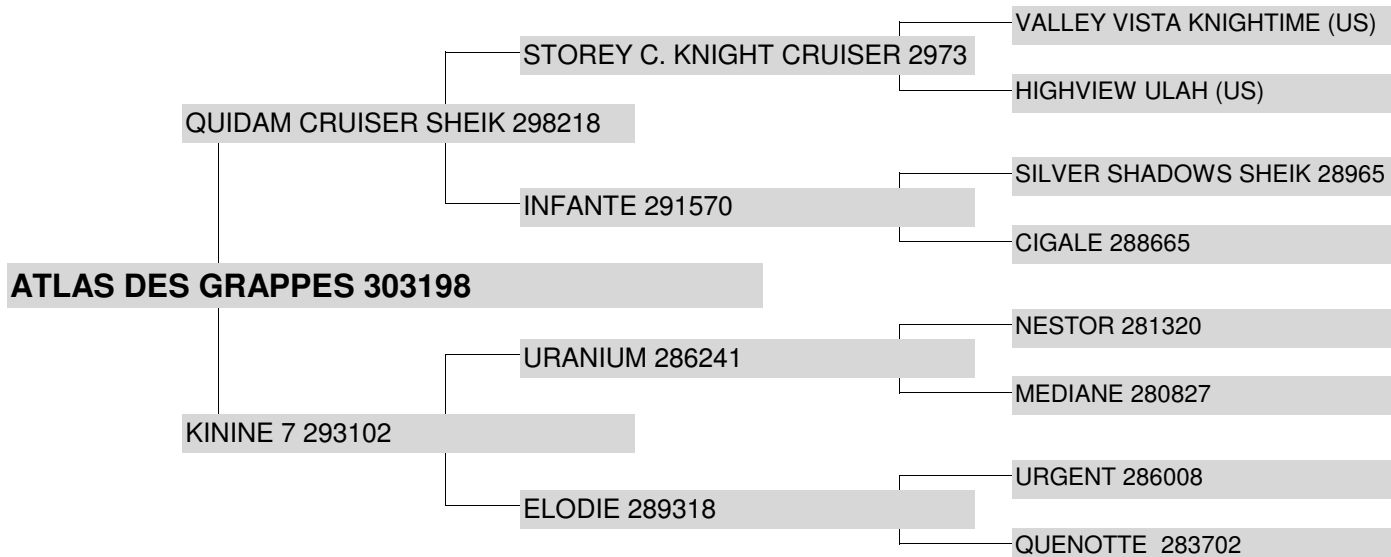 VALLEY VISTA KNIGHTIME (US)
STOREY C. KNIGHT CRUISER 2973
HIGHVIEW ULAH (US)
QUIDAM CRUISER SHEIK 298218
SILVER SHADOWS SHEIK 28965
INFANTE 291570
CIGALE 288665
ATLAS DES GRAPPES 303198
NESTOR 281320
URANIUM 286241
MEDIANE 280827
KININE 7 293102
URGENT 286008
ELODIE 289318
QUENOTTE 283702